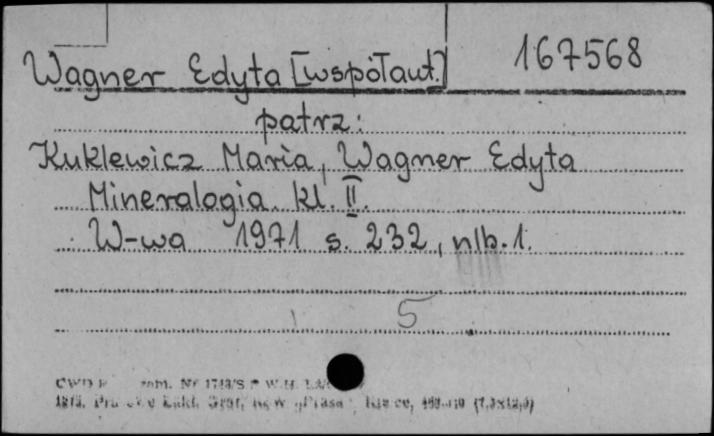 Wagner Edyta [współaut.] 167568
patrz:
Kuklewicz Maria, Wagner Edyta
Mineralogia kl. II.
W-wa 1971 s. 232, nlb. 1.
5